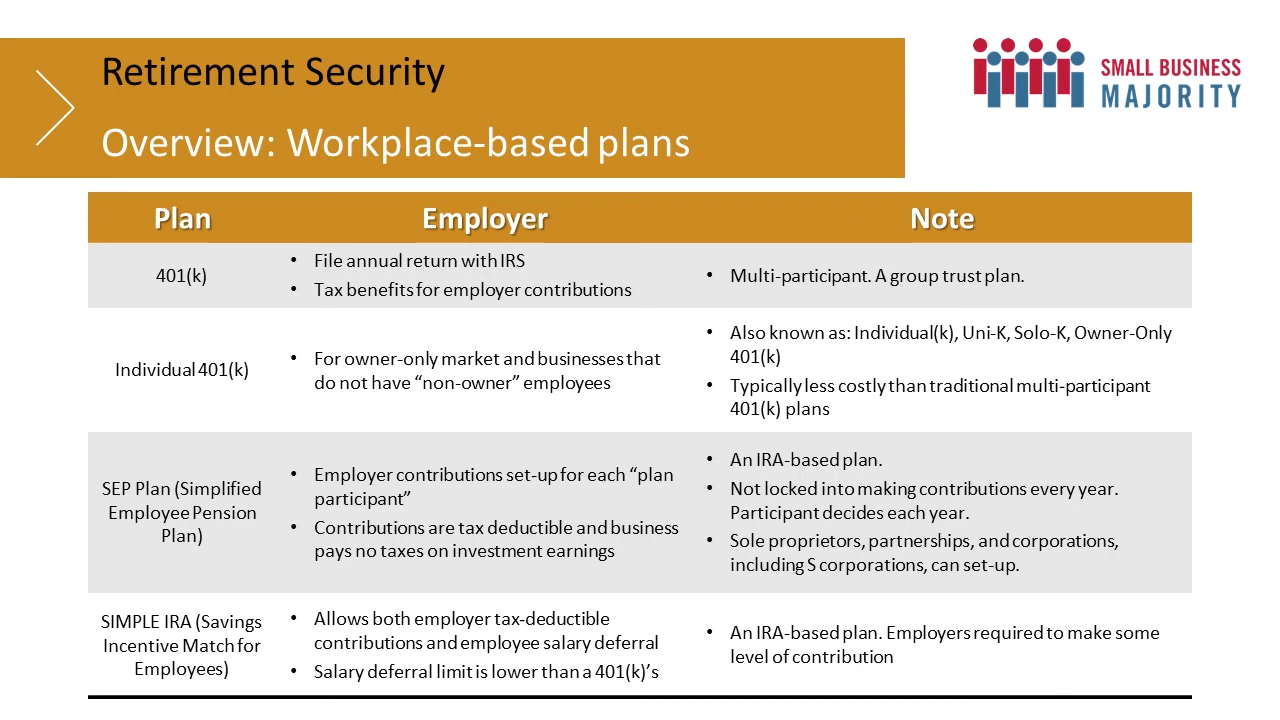 Retirement Security
Overview: Workplace-based plans
SMALL BUSINESS
MAJORITY
Plan
Employer
Note
401(k)
• File annual return with IRS
• Tax benefits for employer contributions
• Multi-participant. A group trust plan.
Individual 401(k)
• For owner-only market and businesses that
do not have “non-owner” employees
• Also known as: Individual(k), Uni-K, Solo-K, Owner-Only
401(k)
• Typically less costly than traditional multi-participant
401(k) plans
SEP Plan (Simplified
Employee Pension
Plan)
• Employer contributions set-up for each “plan
participant”
• Contributions are tax deductible and business
pays no taxes on investment earnings
• An IRA-based plan.
• Not locked into making contributions every year.
Participant decides each year.
• Sole proprietors, partnerships, and corporations,
including S corporations, can set-up.
SIMPLE IRA (Savings
Incentive Match for
Employees)
• Allows both employer tax-deductible
contributions and employee salary deferral
• Salary deferral limit is lower than a 401(k)’s
• An IRA-based plan. Employers required to make some
level of contribution